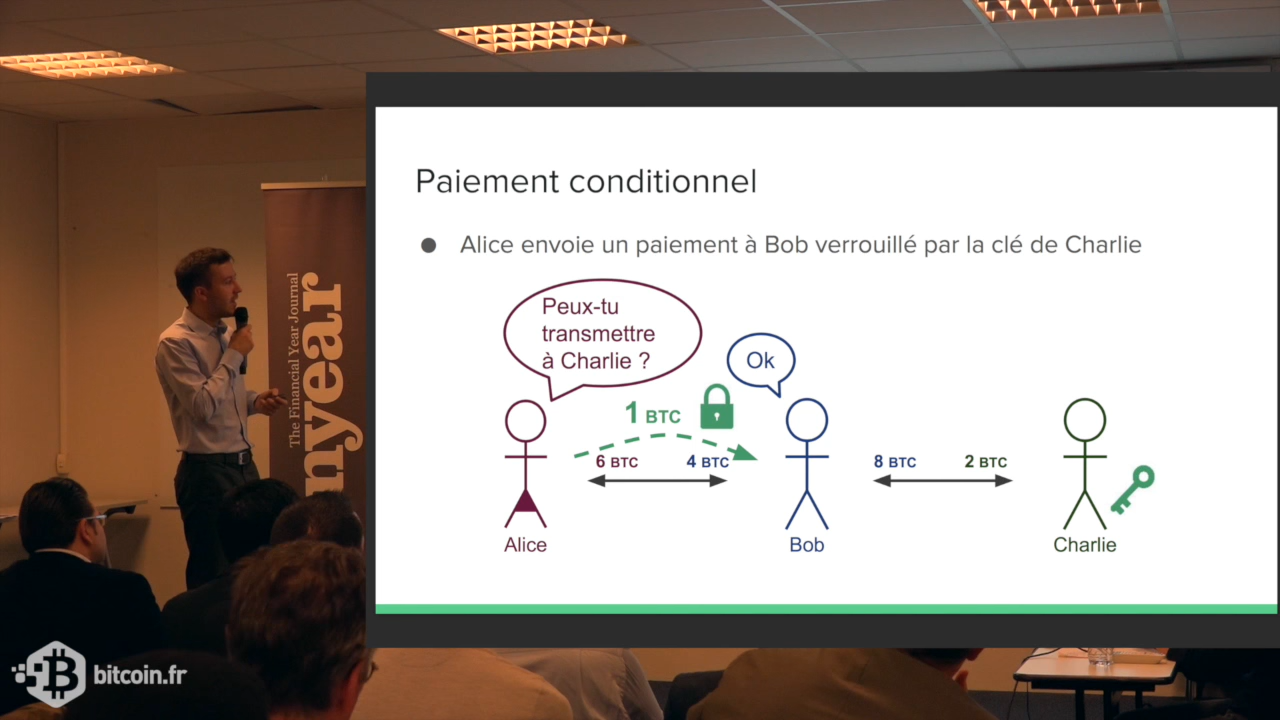 Paiement conditionnel
● Alice envoie un paiement à Bob verrouillé par la clé de Charlie
Peux-tu
transmettre
à Charlie ?
Ok
1 BTC
6 BTC
4 BTC
8 BTC
2 BTC
Alice
Bob
Charlie
The Financial Year Journal
nyear
bitcoin.fr